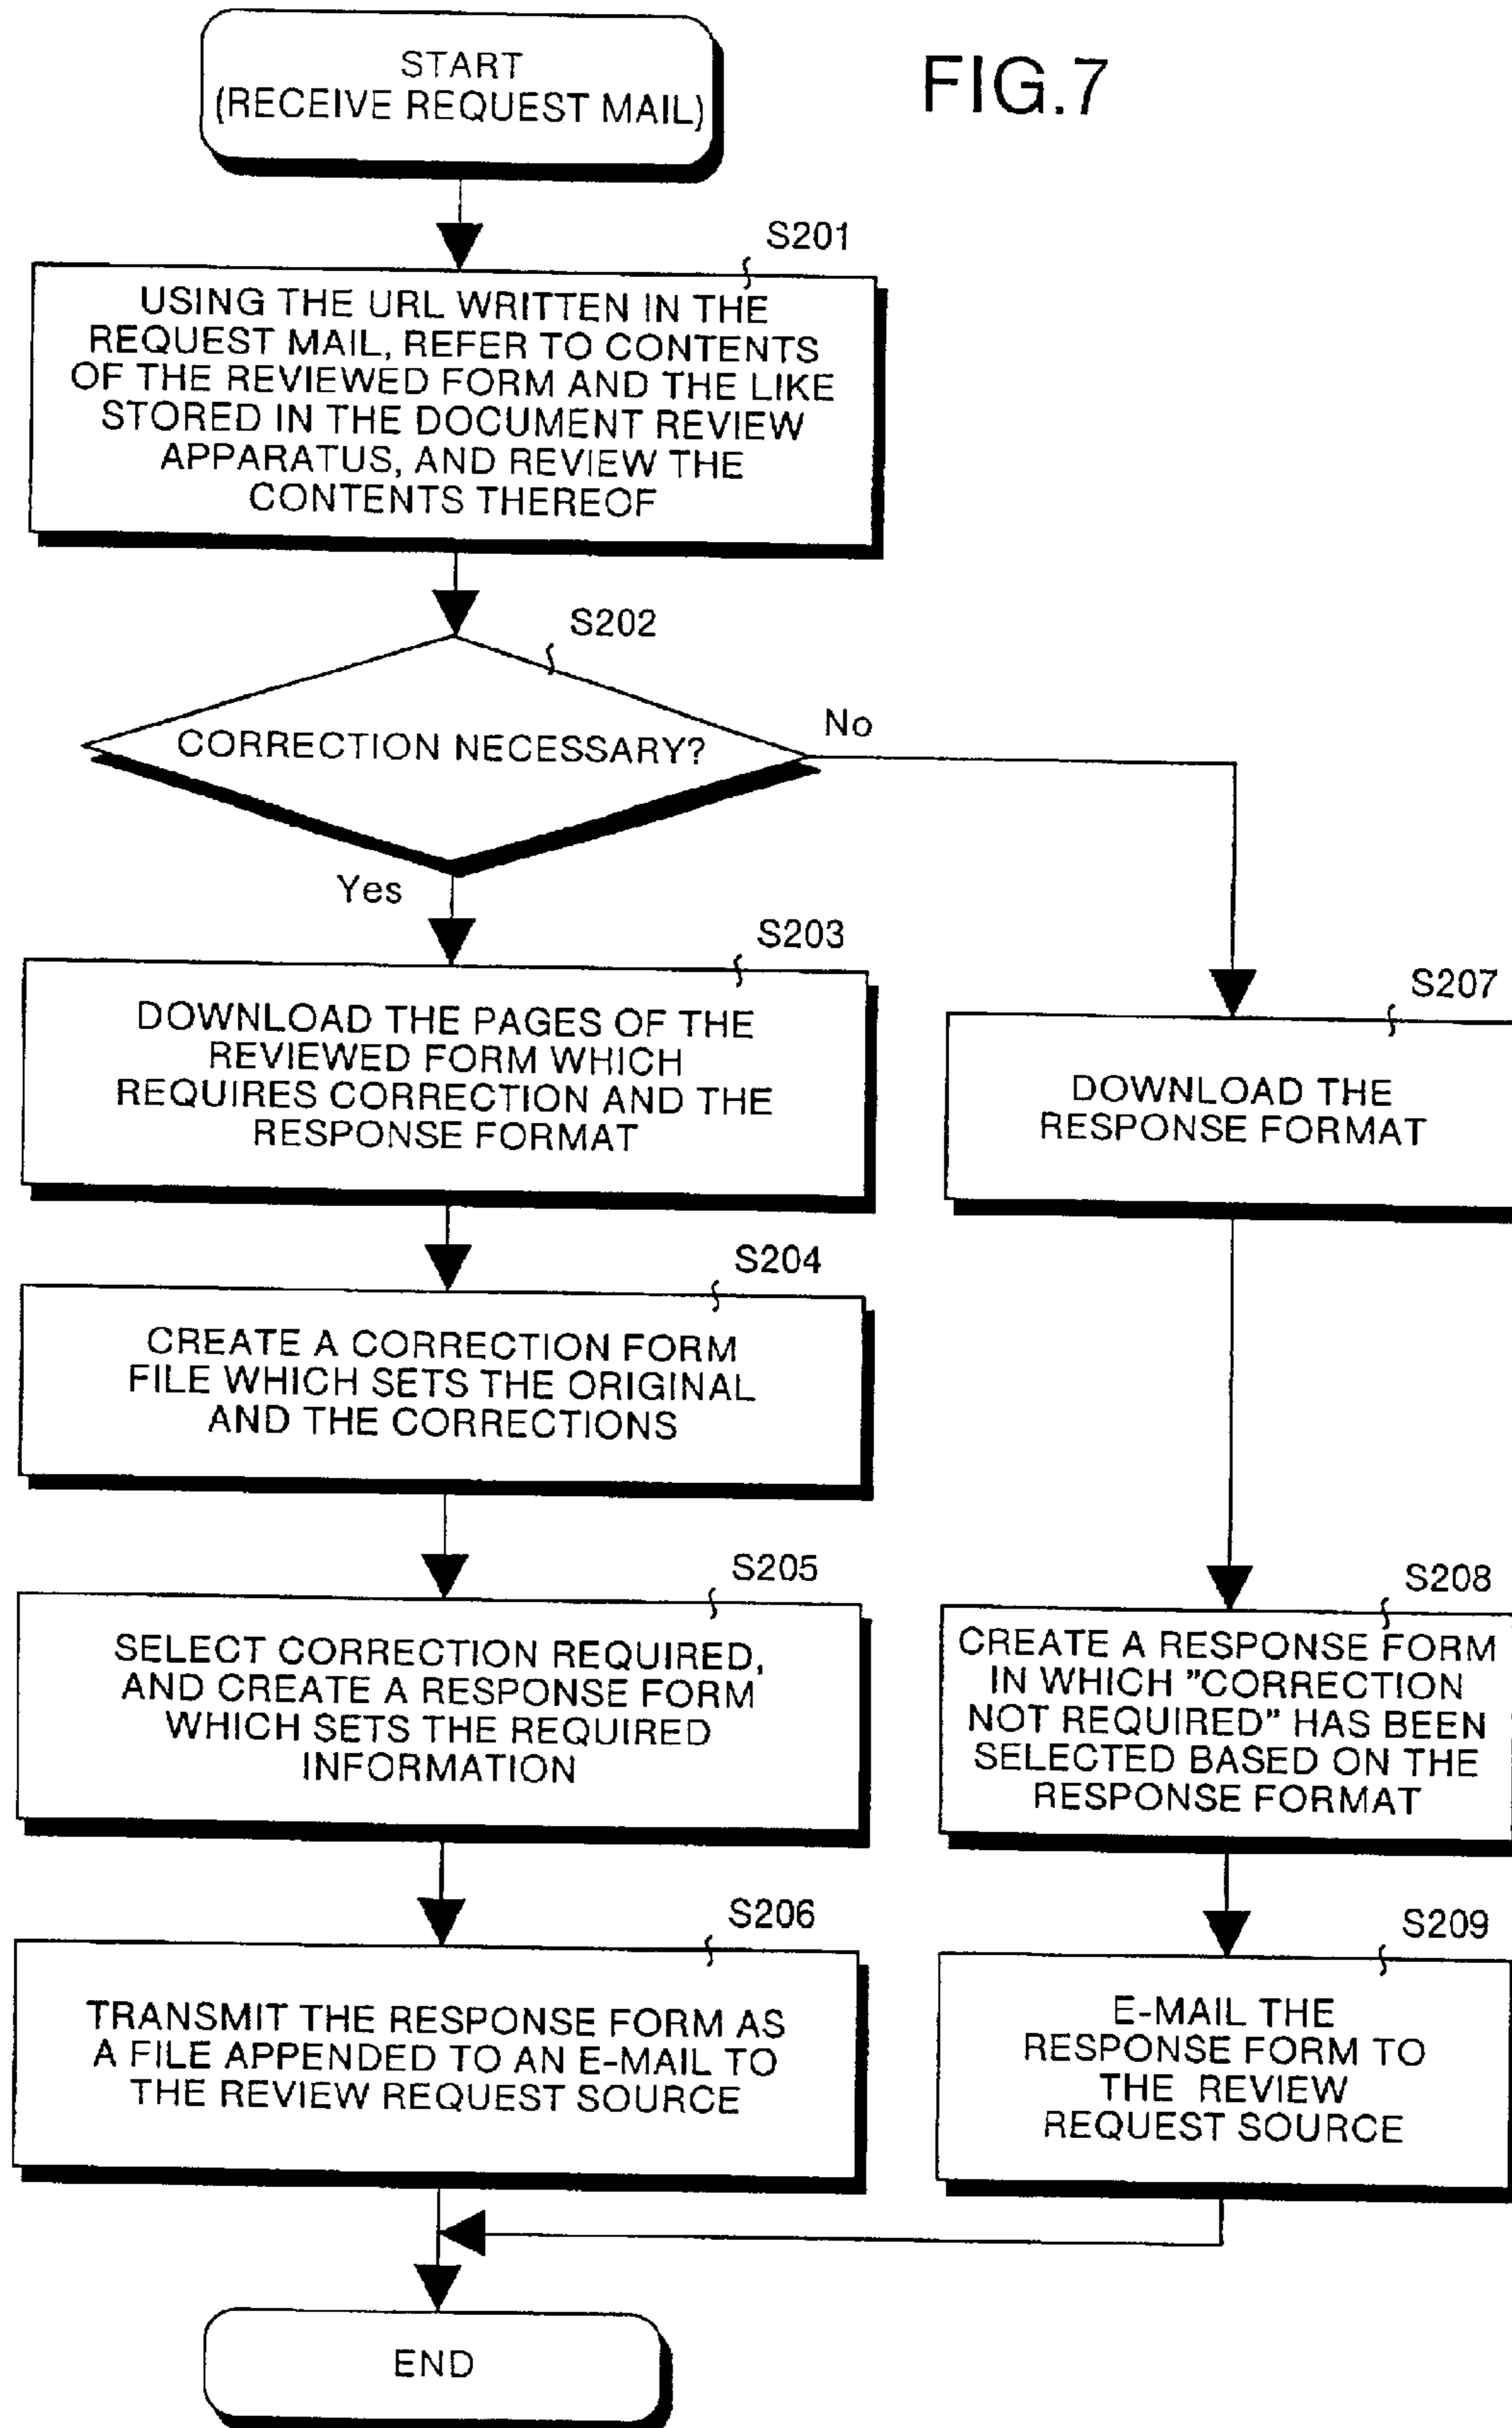 START
(RECEIVE REQUEST MAIL)
FIG.7
S201
USING THE URL WRITTEN IN THE
REQUEST MAIL, REFER TO CONTENTS
OF THE REVIEWED FORM AND THE LIKE
STORED IN THE DOCUMENT REVIEW
APPARATUS, AND REVIEW THE
CONTENTS THEREOF
S202
CORRECTION NECESSARY?
No
Yes
S203
DOWNLOAD THE PAGES OF THE
REVIEWED FORM WHICH
REQUIRES CORRECTION AND THE
RESPONSE FORMAT
S207
DOWNLOAD THE
RESPONSE FORMAT
S204
CREATE A CORRECTION FORM
FILE WHICH SETS THE ORIGINAL
AND THE CORRECTIONS
S205
SELECT CORRECTION REQUIRED,
AND CREATE A RESPONSE FORM
WHICH SETS THE REQUIRED
INFORMATION
S208
CREATE A RESPONSE FORM
IN WHICH "CORRECTION
NOT REQUIRED" HAS BEEN
SELECTED BASED ON THE
RESPONSE FORMAT
S206
TRANSMIT THE RESPONSE FORM AS
A FILE APPENDED TO AN E-MAIL TO
THE REVIEW REQUEST SOURCE
S209
E-MAIL THE
RESPONSE FORM TO
THE REVIEW
REQUEST SOURCE
END